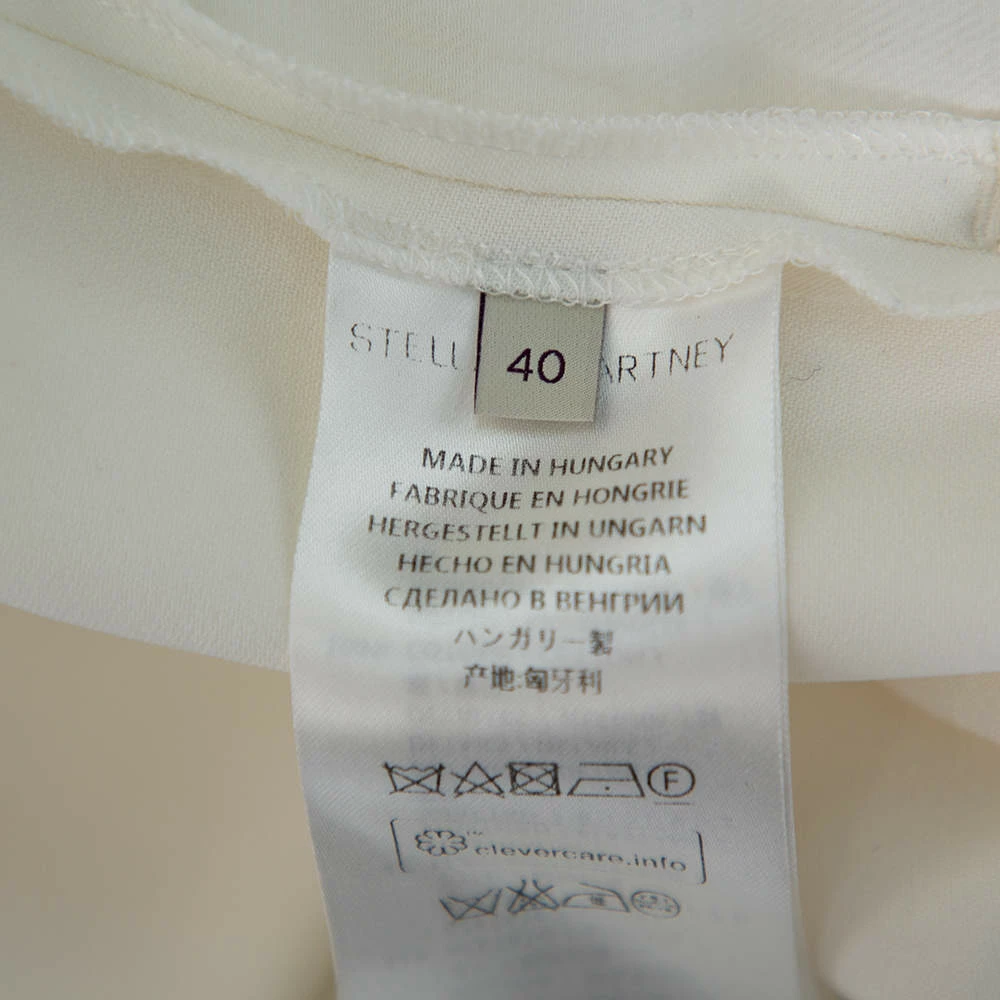 STELL ARTNEY
40
MADE IN HUNGARY
FABRIQUE EN HONGRIE
HERGESTELLT IN UNGARN
HECHO EN HUNGRIA
СДЕЛАНО В ВЕНГРИИ
ハンガリー製
产地:匈牙利
F
clevercare.info